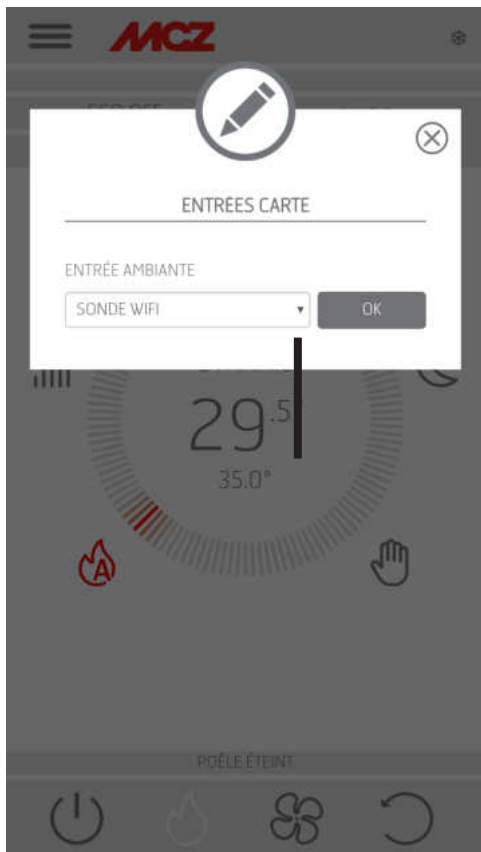 MCZ
ENTRÉES CARTE
ENTRÉE AMBIANTE
SONDE WIFI
OK
29.5
35.0°
A
POÊLE ÉTEINT